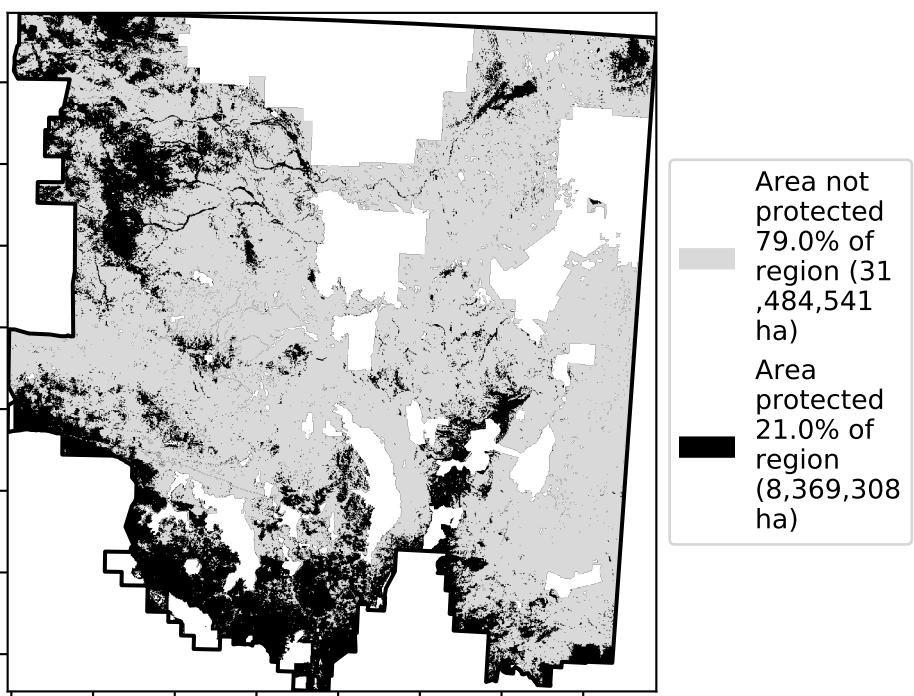 Area not
protected
79.0% of
region (31
,484,541
ha)
Area
protected
21.0% of
region
(8,369,308
ha)